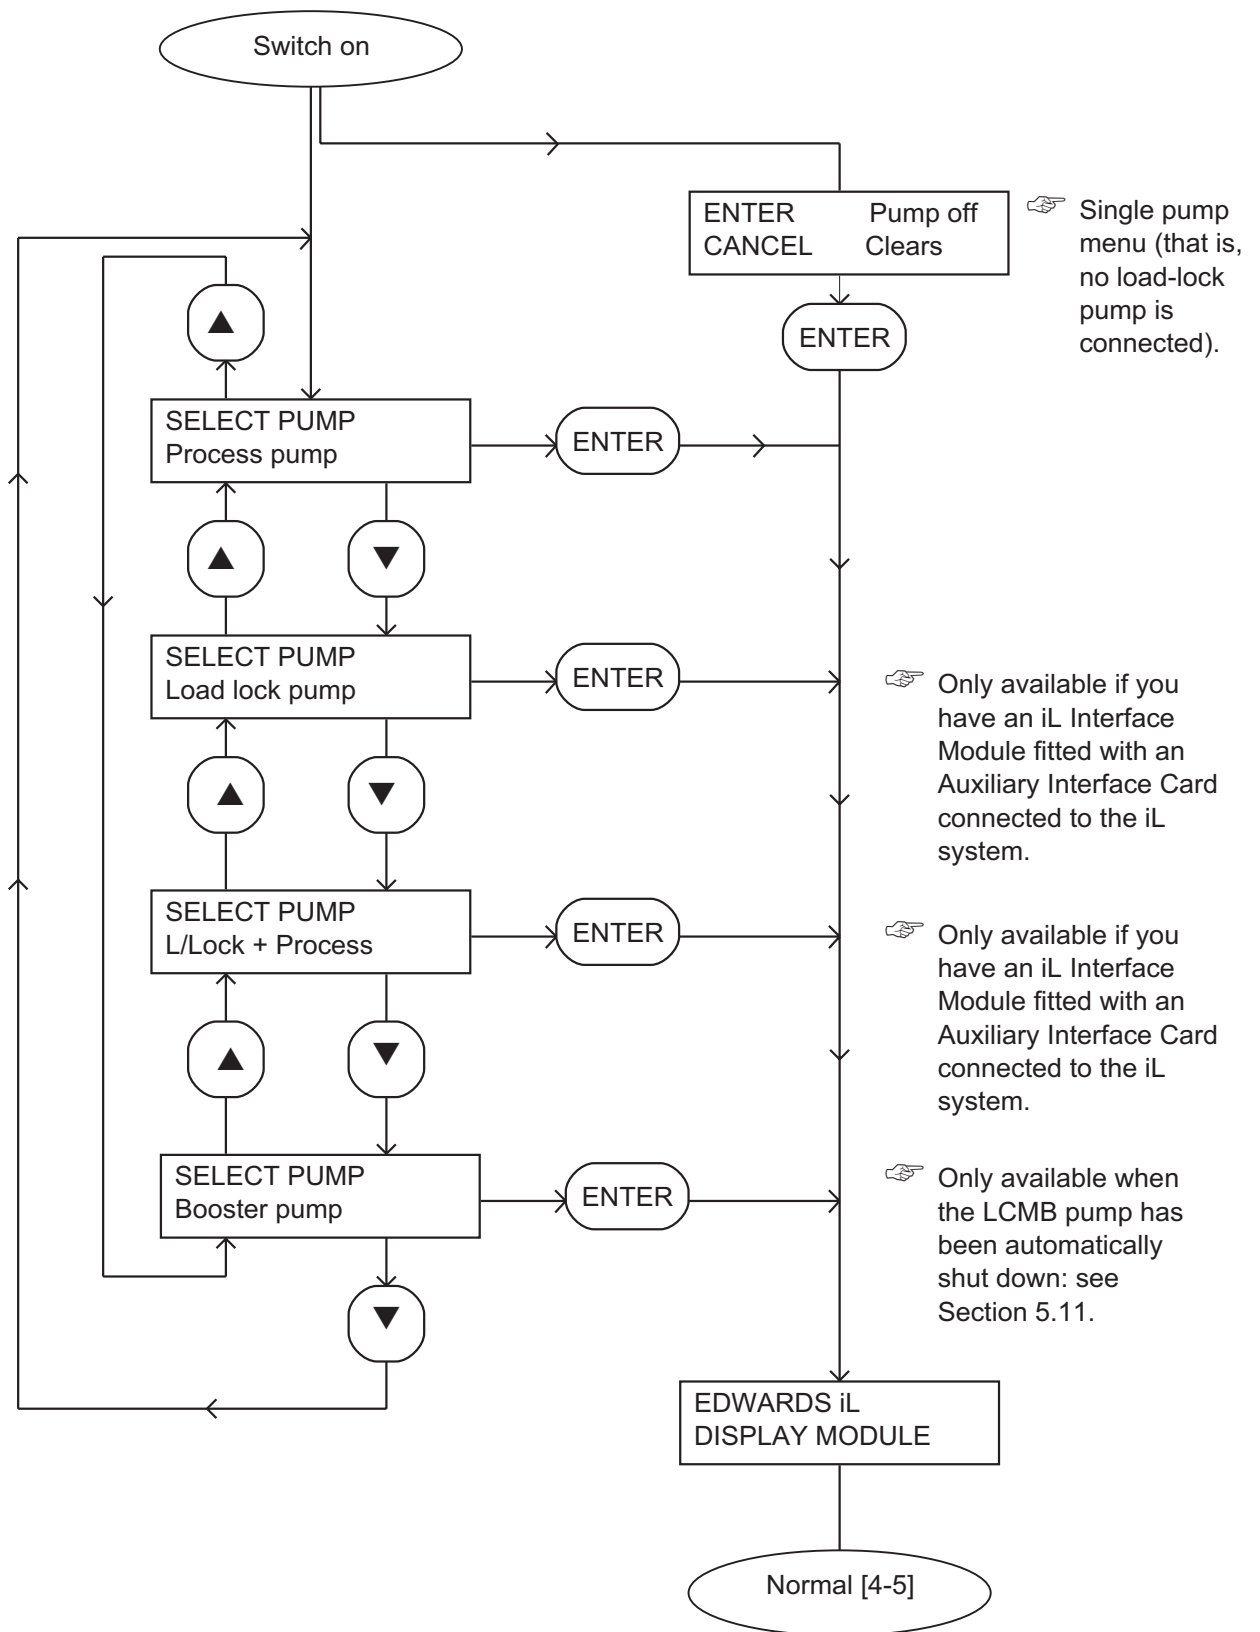 Switch on
ENTER Pump off
CANCEL Clears
☞ Single pump
menu (that is,
no load-lock
pump is
connected).
ENTER
▲
SELECT PUMP
Process pump
ENTER
▲ ▼
SELECT PUMP
Load lock pump
ENTER
☞ Only available if you
have an iL Interface
Module fitted with an
Auxiliary Interface Card
connected to the iL
system.
▲ ▼
SELECT PUMP
L/Lock + Process
ENTER
☞ Only available if you
have an iL Interface
Module fitted with an
Auxiliary Interface Card
connected to the iL
system.
▲ ▼
SELECT PUMP
Booster pump
ENTER
☞ Only available when
the LCMB pump has
been automatically
shut down: see
Section 5.11.
▼
EDWARDS iL
DISPLAY MODULE
Normal [4-5]